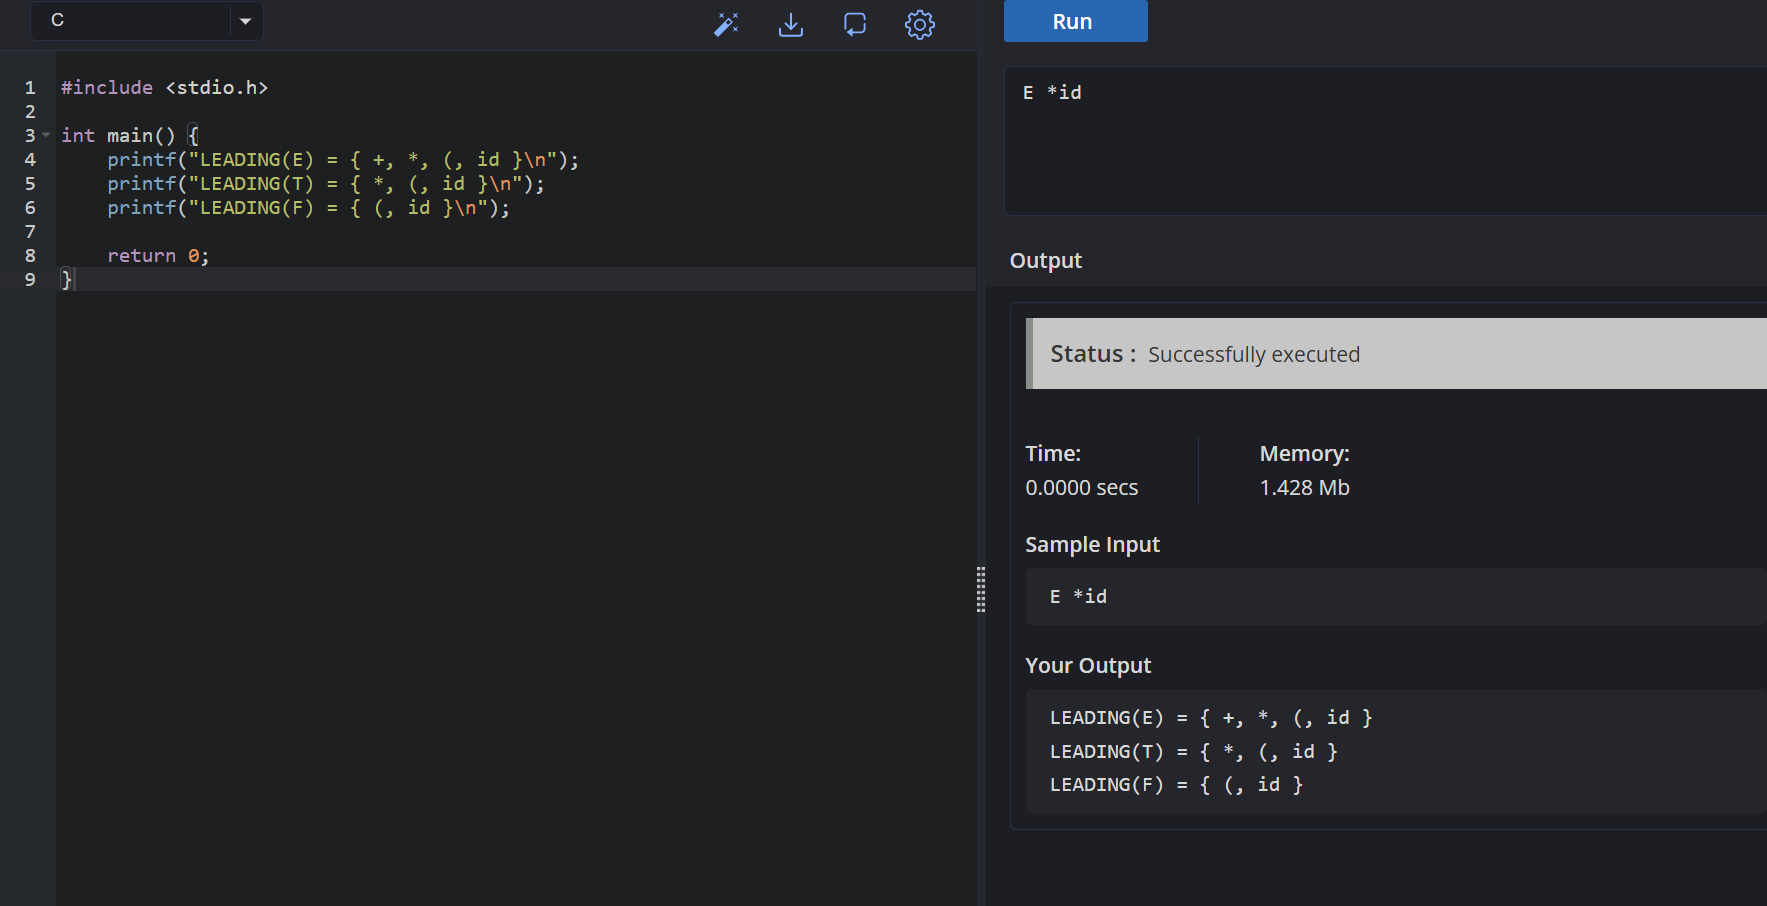 C
1 #include <stdio.h>
2
3 int main() {
4     printf("LEADING(E) = { +, *, (, id }\n");
5     printf("LEADING(T) = { *, (, id }\n");
6     printf("LEADING(F) = { (, id }\n");
7
8     return 0;
9 }
Run
E *id
Output
Status : Successfully executed
Time: Memory:
0.0000 secs 1.428 Mb
Sample Input
E *id
Your Output
LEADING(E) = { +, *, (, id }
LEADING(T) = { *, (, id }
LEADING(F) = { (, id }